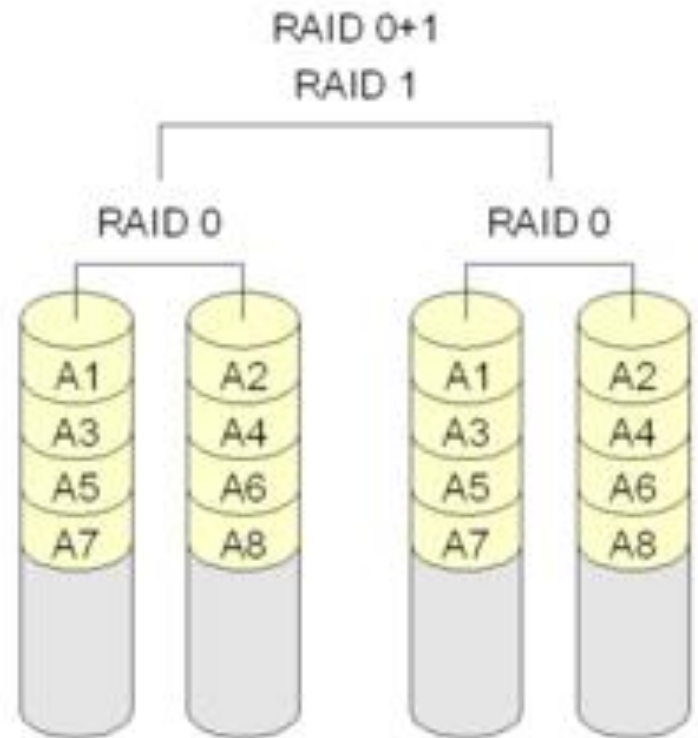 RAID 0+1
RAID 1
RAID 0 RAID 0
A1 A2 A1 A2
A3 A4 A3 A4
A5 A6 A5 A6
A7 A8 A7 A8